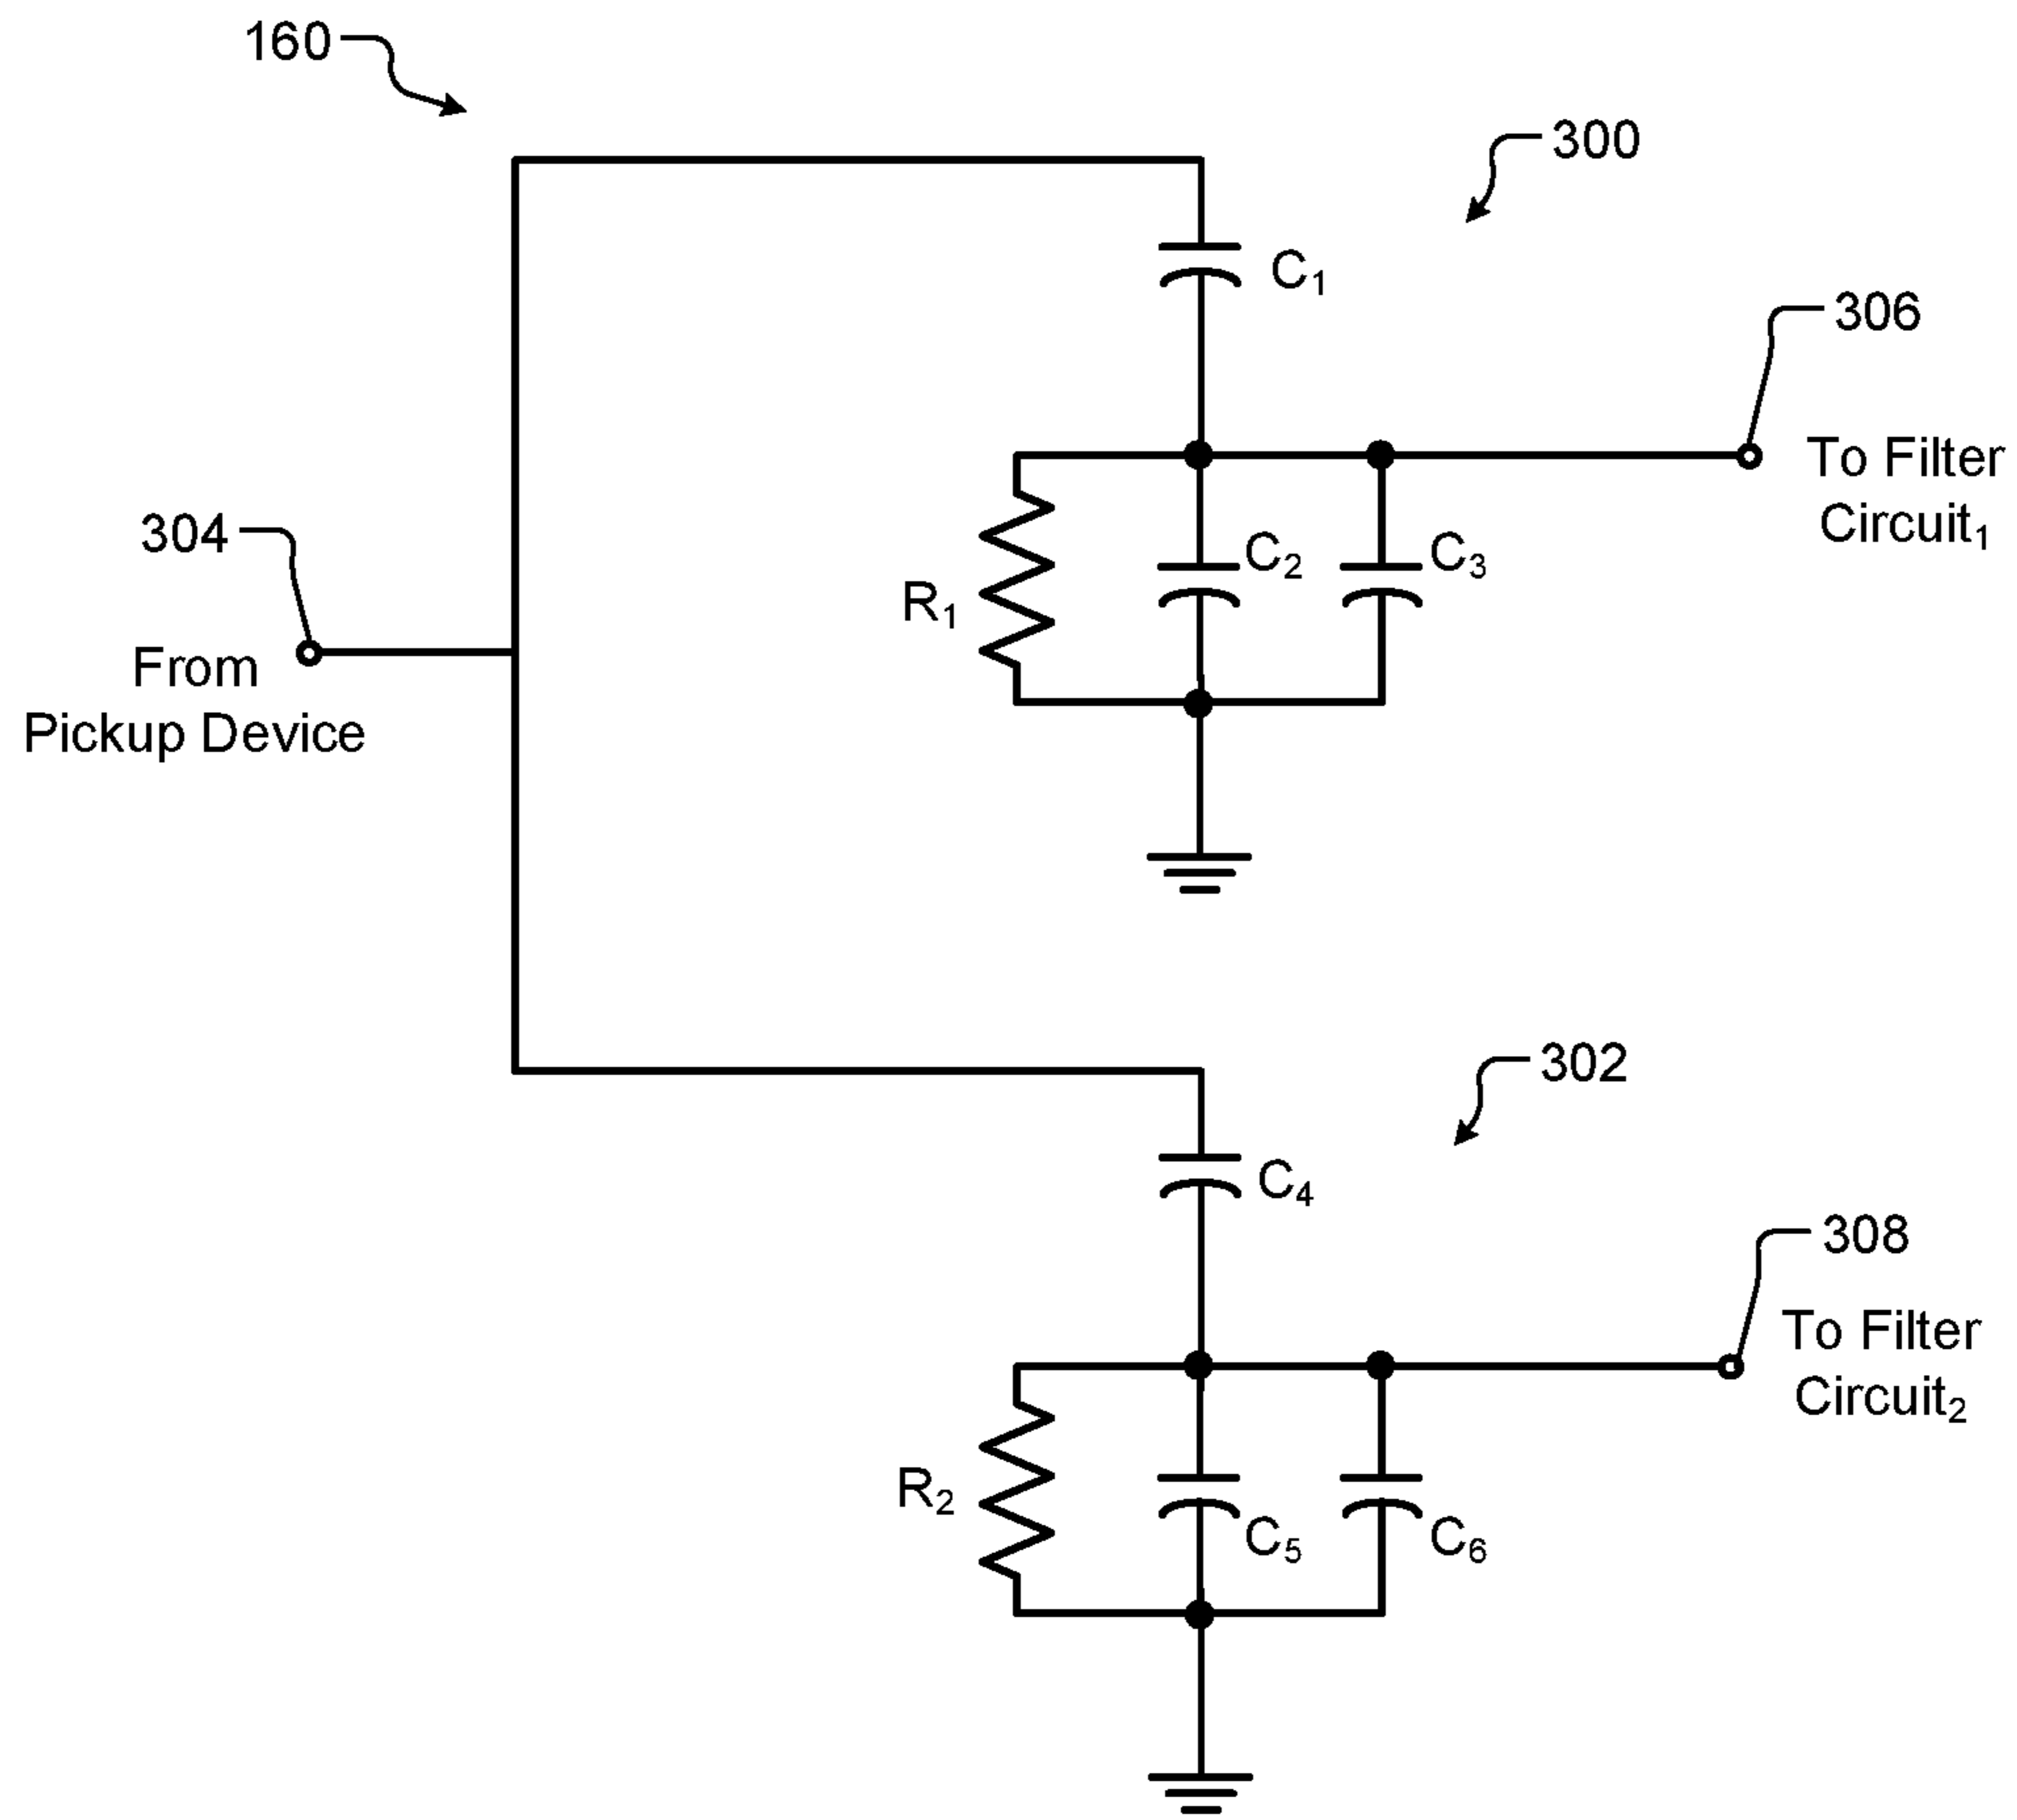 160
300
C₁
306
To Filter
Circuit₁
304
C₂
C₃
R₁
From
Pickup Device
302
C₄
308
To Filter
Circuit₂
R₂
C₅
C₆